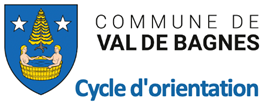 COMMUNE DE
VAL DE BAGNES
Cycle d'orientation